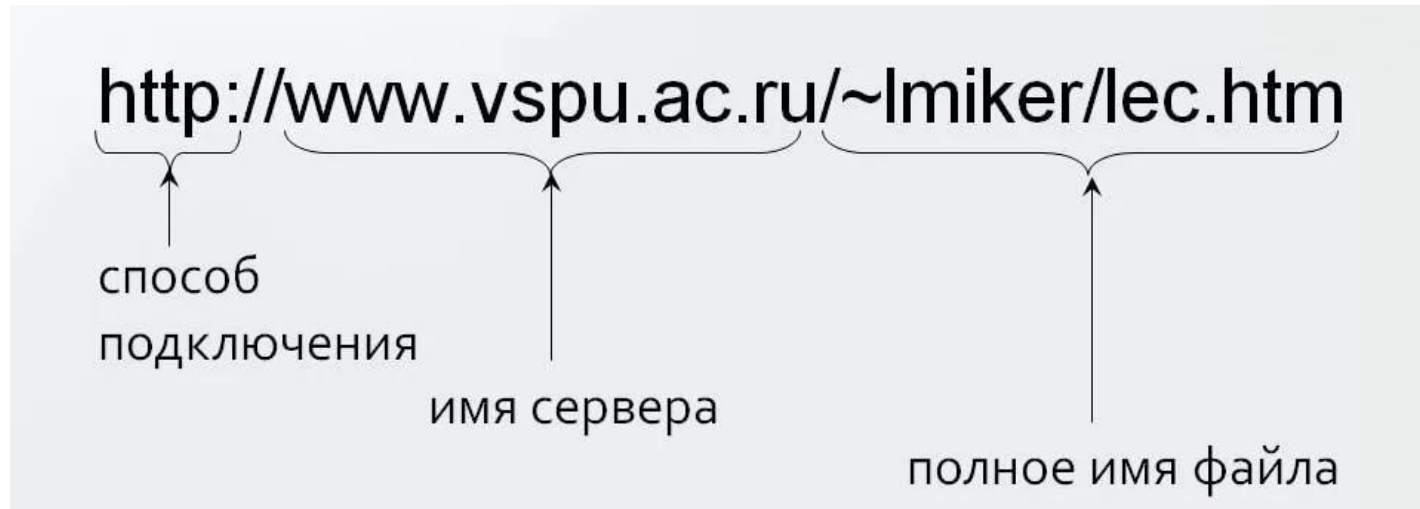 http://www.vspu.ac.ru/~lmiker/lec.htm
способ
подключения
имя сервера
полное имя файла